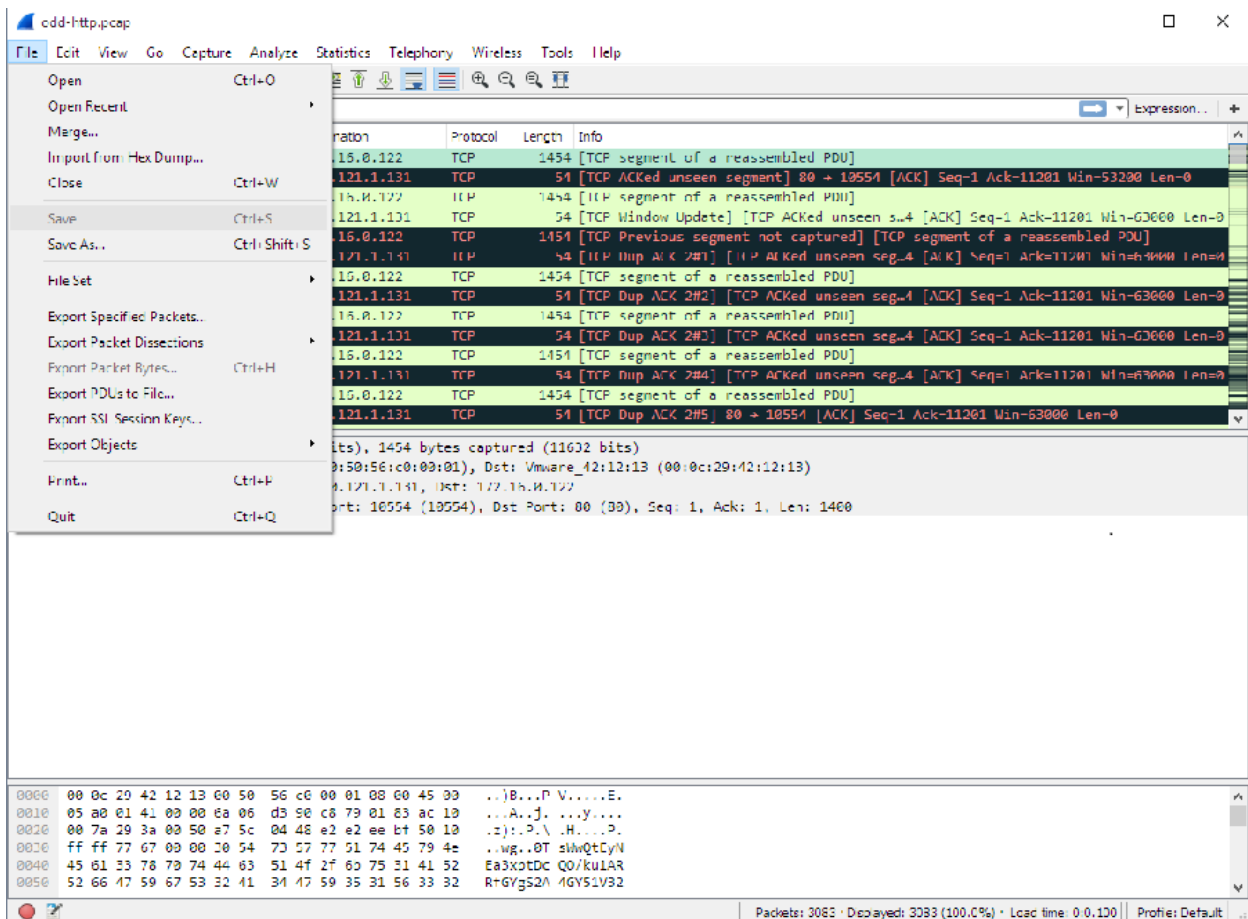 odd-http.pcap
File Edit View Go Capture Analyze Statistics Telephony Wireless Tools Help
Open Ctrl+O
Open Recent
Merge...
Import from Hex Dump...
Close Ctrl+W
Save Ctrl+S
Save As... Ctrl+Shift+S
File Set
Export Specified Packets...
Export Packet Dissections
Export Packet Bytes... Ctrl+H
Export PDUs to File...
Export SSL Session Keys...
Export Objects
Print... Ctrl+P
Quit Ctrl+Q
Expression...
nation Protocol Length Info
.16.0.122 TCP 1454 [TCP segment of a reassembled PDU]
.121.1.131 TCP 54 [TCP ACKed unseen segment] 80 → 10554 [ACK] Seq=1 Ack=11201 Win=53200 Len=0
.16.0.122 TCP 1454 [TCP segment of a reassembled PDU]
.121.1.131 TCP 54 [TCP Window Update] [TCP ACKed unseen s…4 [ACK] Seq=1 Ack=11201 Win=63000 Len=0
.16.0.122 TCP 1454 [TCP Previous segment not captured] [TCP segment of a reassembled PDU]
.121.1.131 TCP 54 [TCP Dup ACK 2#1] [TCP ACKed unseen seg…4 [ACK] Seq=1 Ack=11201 Win=63000 Len=0
.16.0.122 TCP 1454 [TCP segment of a reassembled PDU]
.121.1.131 TCP 54 [TCP Dup ACK 2#2] [TCP ACKed unseen seg…4 [ACK] Seq=1 Ack=11201 Win=63000 Len=0
.16.0.122 TCP 1454 [TCP segment of a reassembled PDU]
.121.1.131 TCP 54 [TCP Dup ACK 2#3] [TCP ACKed unseen seg…4 [ACK] Seq=1 Ack=11201 Win=63000 Len=0
.16.0.122 TCP 1454 [TCP segment of a reassembled PDU]
.121.1.131 TCP 54 [TCP Dup ACK 2#4] [TCP ACKed unseen seg…4 [ACK] Seq=1 Ack=11201 Win=63000 Len=0
.16.0.122 TCP 1454 [TCP segment of a reassembled PDU]
.121.1.131 TCP 54 [TCP Dup ACK 2#5] 80 → 10554 [ACK] Seq=1 Ack=11201 Win=63000 Len=0
its), 1454 bytes captured (11632 bits)
0:50:56:c0:00:01), Dst: Vmware_42:12:13 (00:0c:29:42:12:13)
0.121.1.131, Dst: 172.16.0.122
ort: 10554 (10554), Dst Port: 80 (80), Seq: 1, Ack: 1, Len: 1400
0000 00 0c 29 42 12 13 00 50 56 c0 00 01 08 00 45 00 ..)B...P V.....E.
0010 05 a0 01 41 00 00 6a 06 d3 90 c8 79 01 83 ac 10 ...A..j. ...y....
0020 00 7a 29 3a 00 50 a7 5c 04 48 e2 e2 ee bf 50 10 .z):.P.\ .H....P.
0030 ff ff 77 67 00 00 30 54 73 57 77 51 74 45 79 4e ..wg..0T sWwQtEyN
0040 45 61 33 78 70 74 44 63 51 4f 2f 6b 75 31 41 52 Ea3xptDc QO/ku1AR
0050 52 66 47 59 67 53 32 41 34 47 59 35 31 56 33 32 RfGYgS2A 4GY51V32
Packets: 3083 · Displayed: 3083 (100.0%) · Load time: 0:0.100 Profile: Default